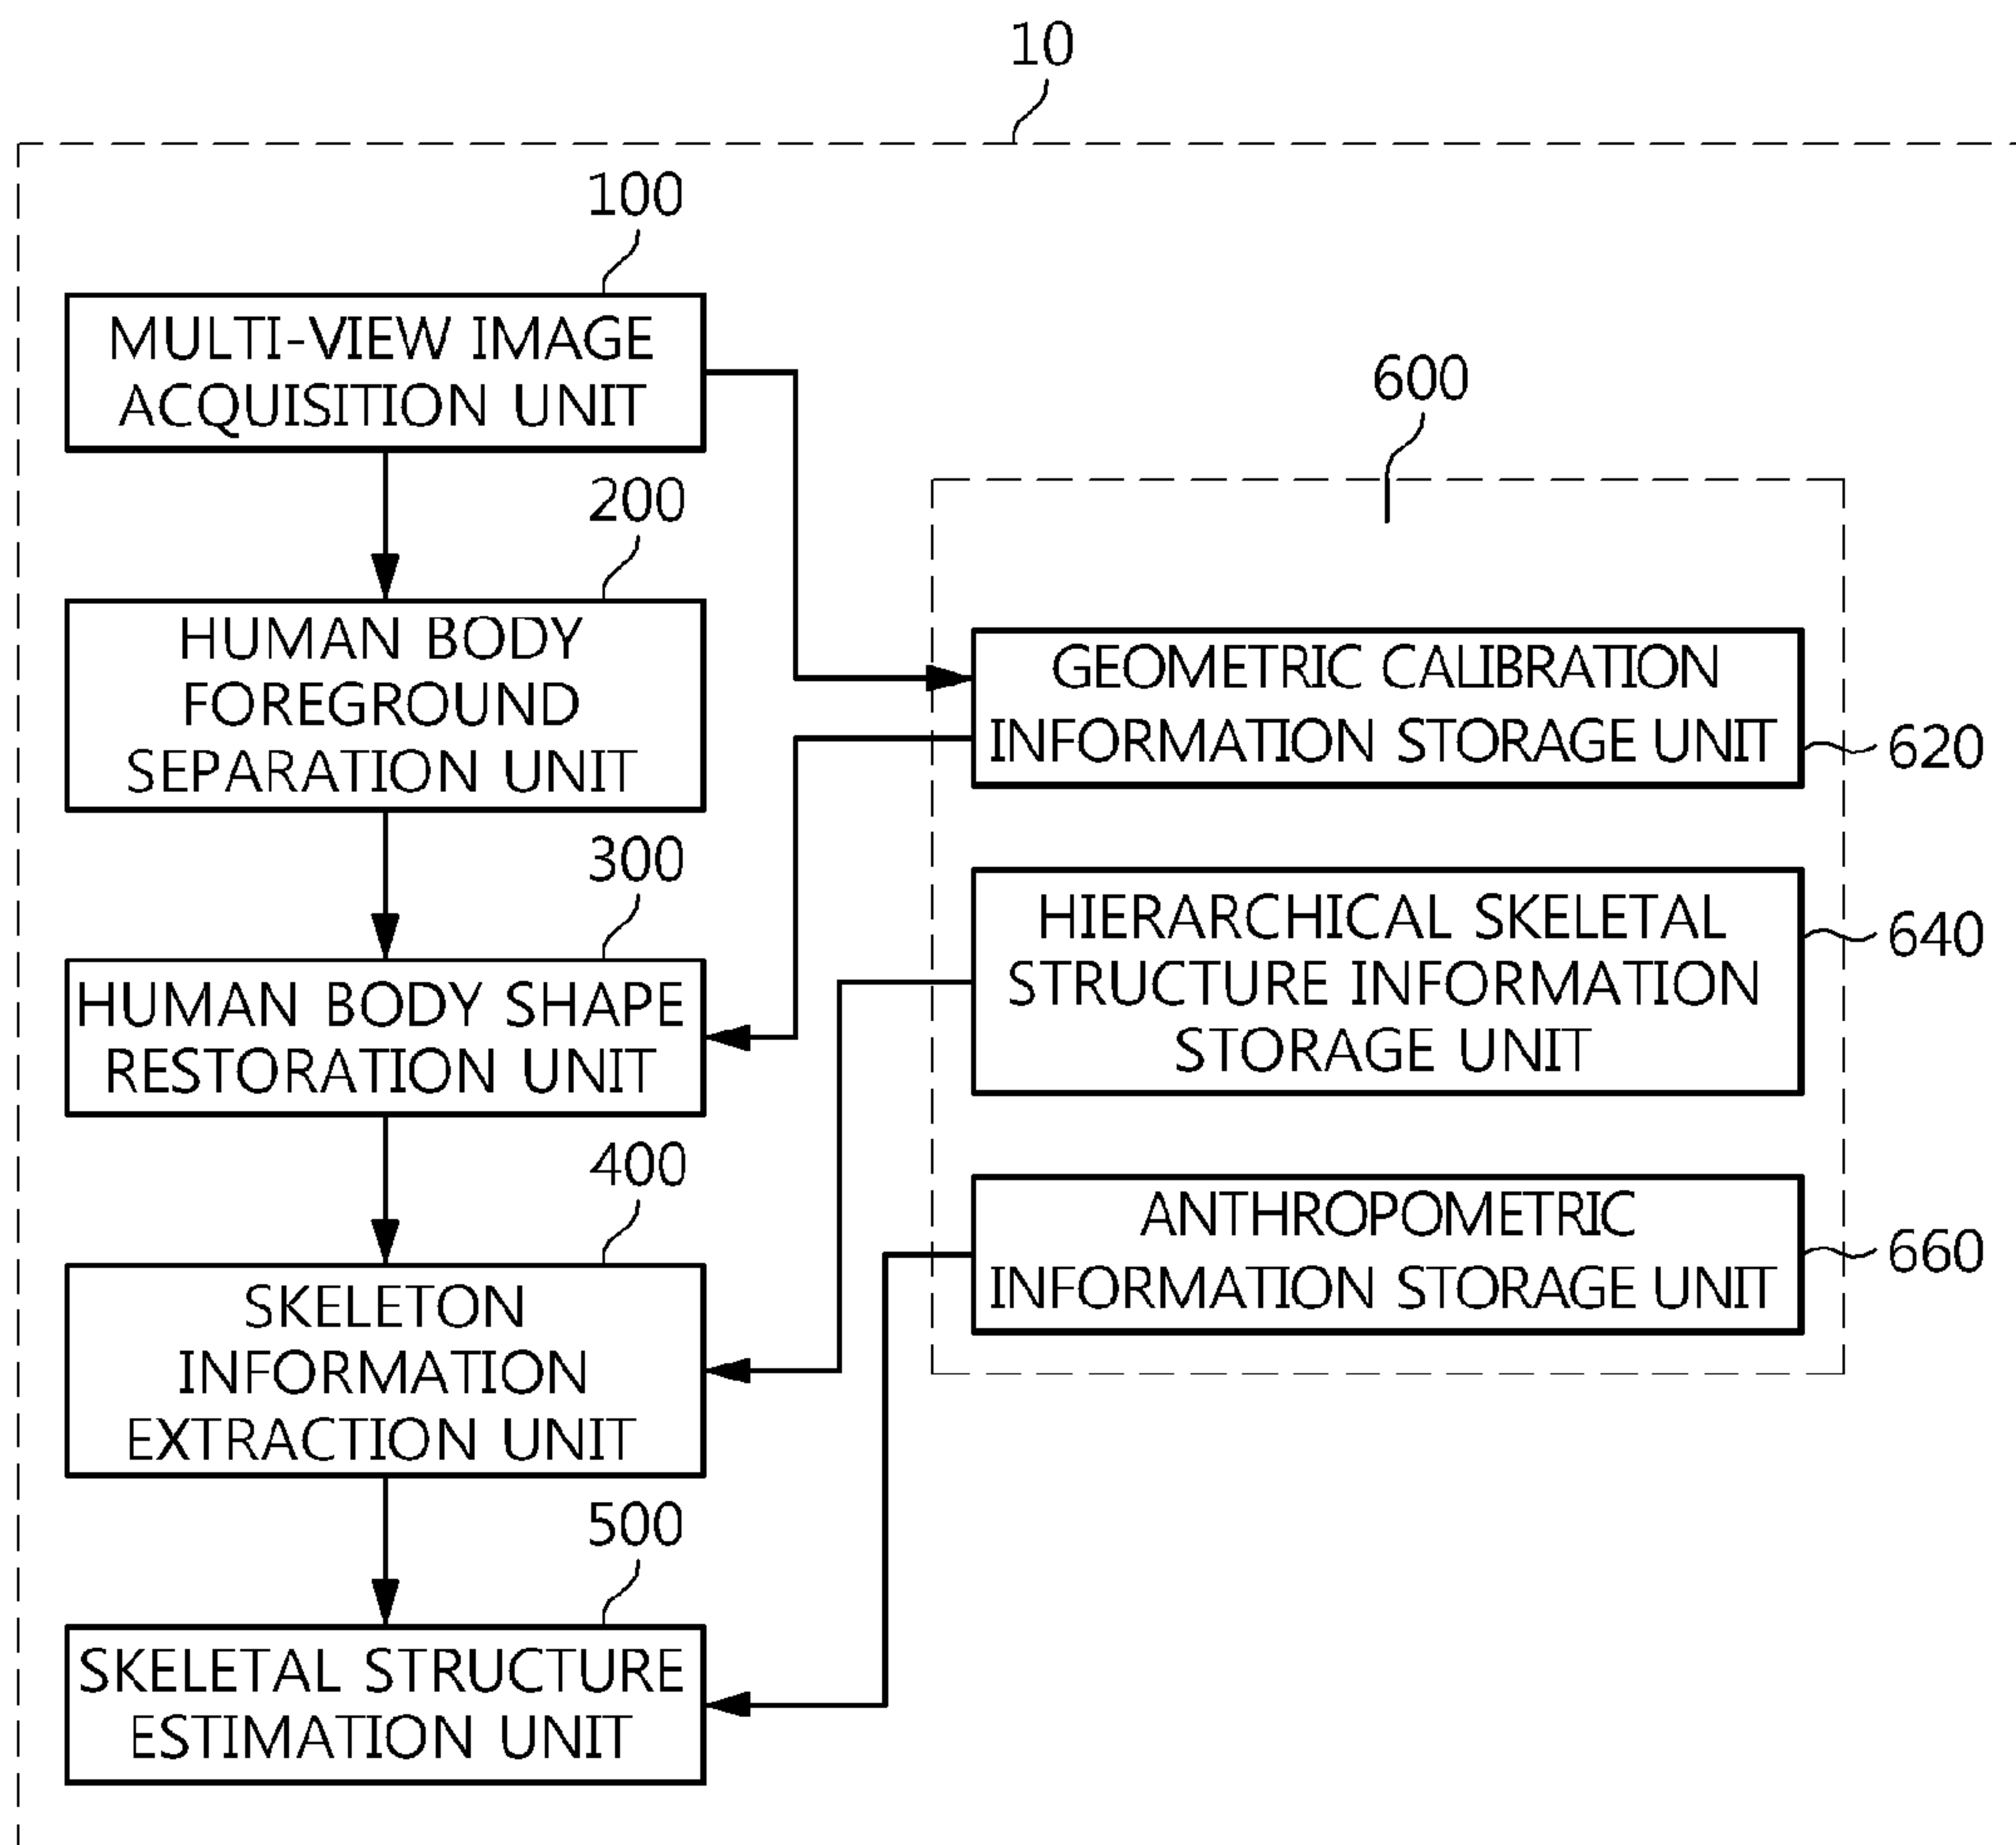 10
100
MULTI-VIEW IMAGE
ACQUISITION UNIT
200
HUMAN BODY
FOREGROUND
SEPARATION UNIT
300
HUMAN BODY SHAPE
RESTORATION UNIT
400
SKELETON
INFORMATION
EXTRACTION UNIT
500
SKELETAL STRUCTURE
ESTIMATION UNIT
600
GEOMETRIC CALIBRATION
INFORMATION STORAGE UNIT
620
HIERARCHICAL SKELETAL
STRUCTURE INFORMATION
STORAGE UNIT
640
ANTHROPOMETRIC
INFORMATION STORAGE UNIT
660